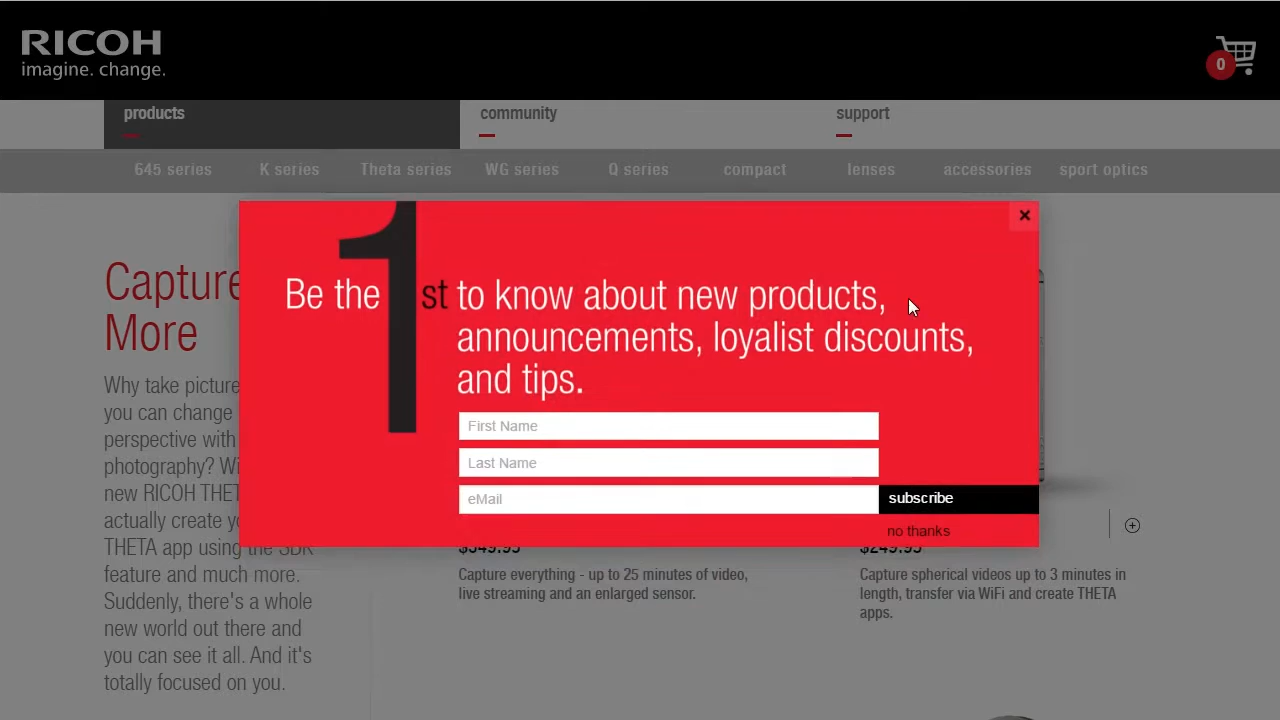 RICOH
imagine. change.
0
products
community
support
645 series
K series
Theta series
WG series
Q series
compact
lenses
accessories
sport optics
Capture
More
Why take picture
you can change
perspective with
photography? Wi
new RICOH THET
actually create yo
THETA app using the SDK
feature and much more.
Suddenly, there's a whole
new world out there and
you can see it all. And it's
totally focused on you.
×
Be the 1st to know about new products,
announcements, loyalist discounts,
and tips.
First Name
Last Name
eMail
subscribe
no thanks
$349.95
Capture everything - up to 25 minutes of video,
live streaming and an enlarged sensor.
$249.95
Capture spherical videos up to 3 minutes in
length, transfer via WiFi and create THETA
apps.